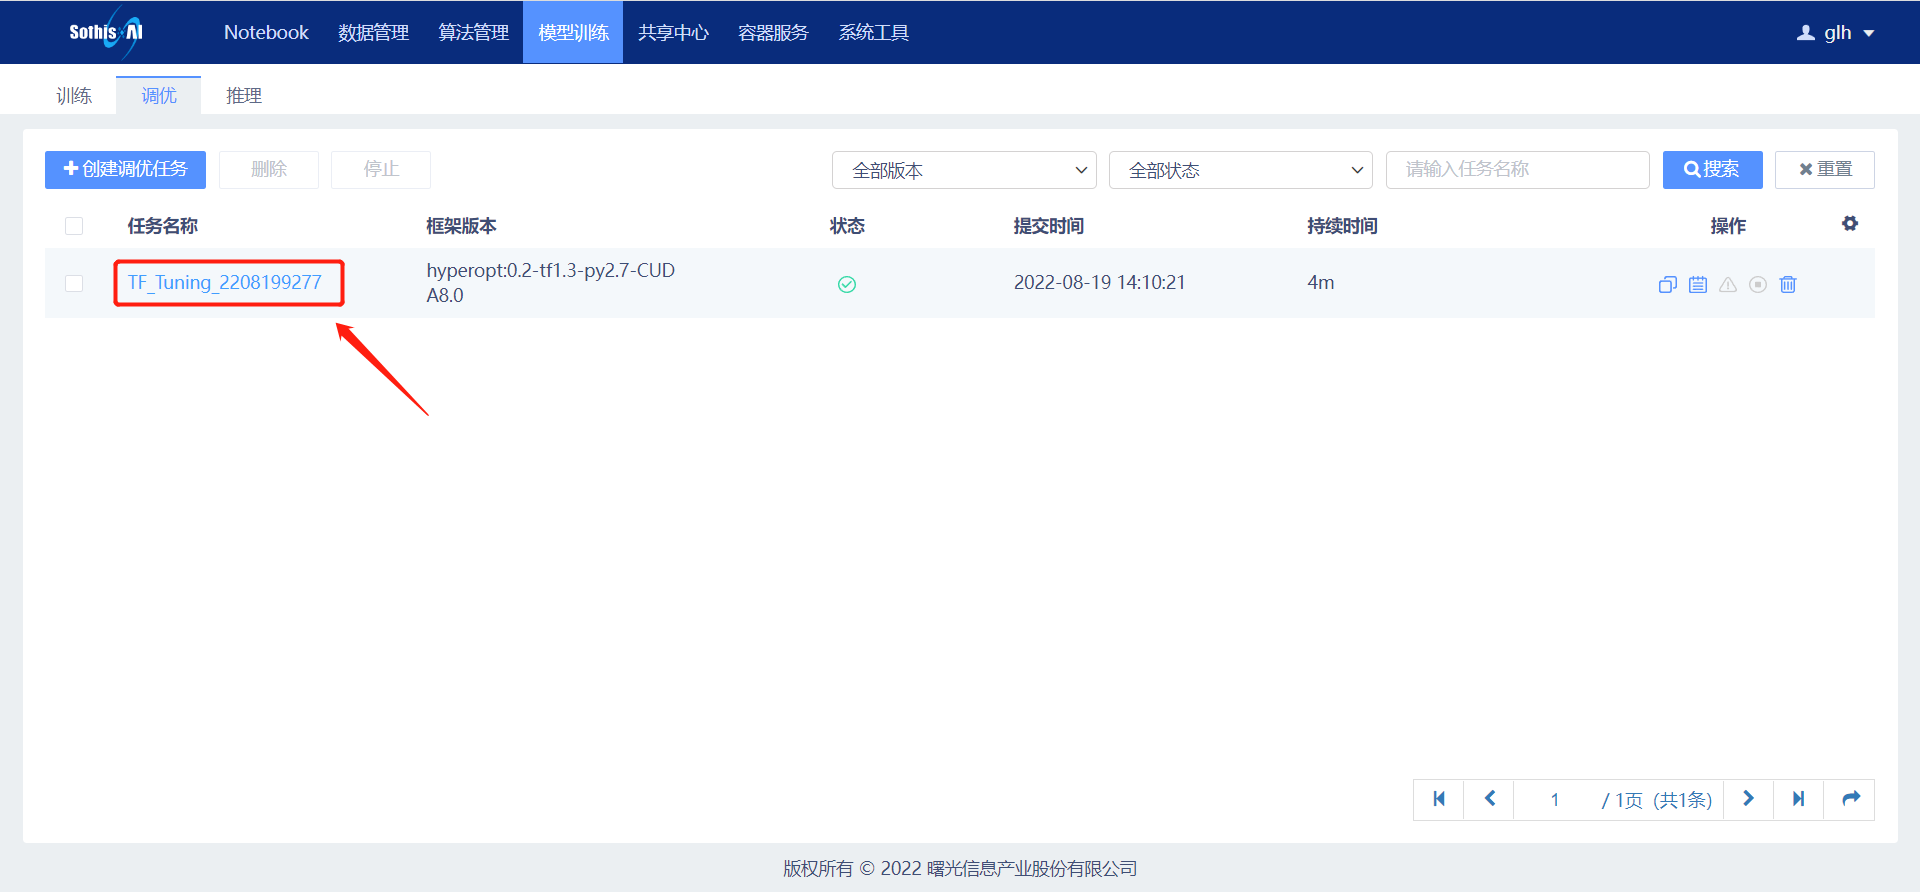 SothisAI Notebook 数据管理 算法管理 模型训练 共享中心 容器服务 系统工具 glh
训练 调优 推理
创建调优任务 删除 停止 全部版本 全部状态 请输入任务名称 搜索 重置
任务名称 框架版本 状态 提交时间 持续时间 操作
TF_Tuning_2208199277 hyperopt:0.2-tf1.3-py2.7-CUD 2022-08-19 14:10:21 4m
A8.0
1 / 1页 (共1条)
版权所有 © 2022 曙光信息产业股份有限公司